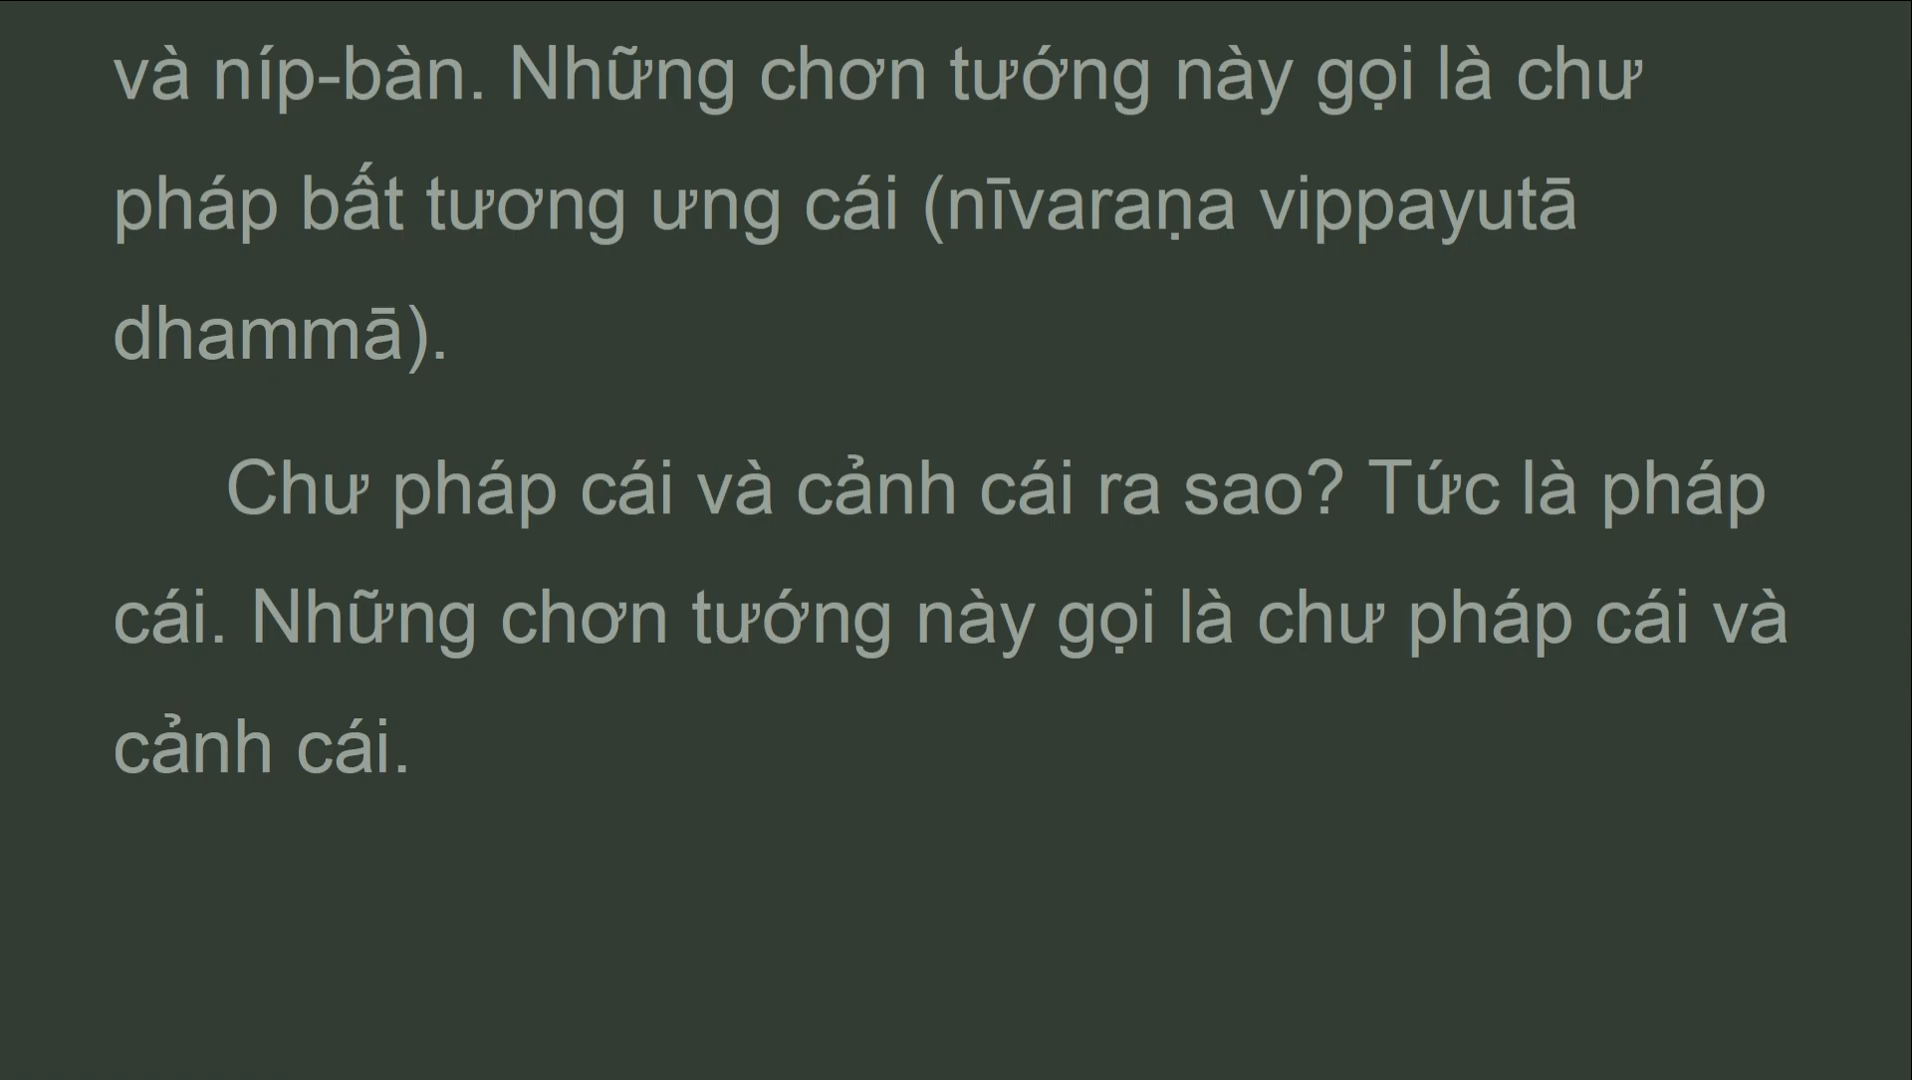 và níp-bàn. Những chơn tướng này gọi là chư
pháp bất tương ưng cái (nīvaraṇa vippayutā
dhammā).
Chư pháp cái và cảnh cái ra sao? Tức là pháp
cái. Những chơn tướng này gọi là chư pháp cái và
cảnh cái.